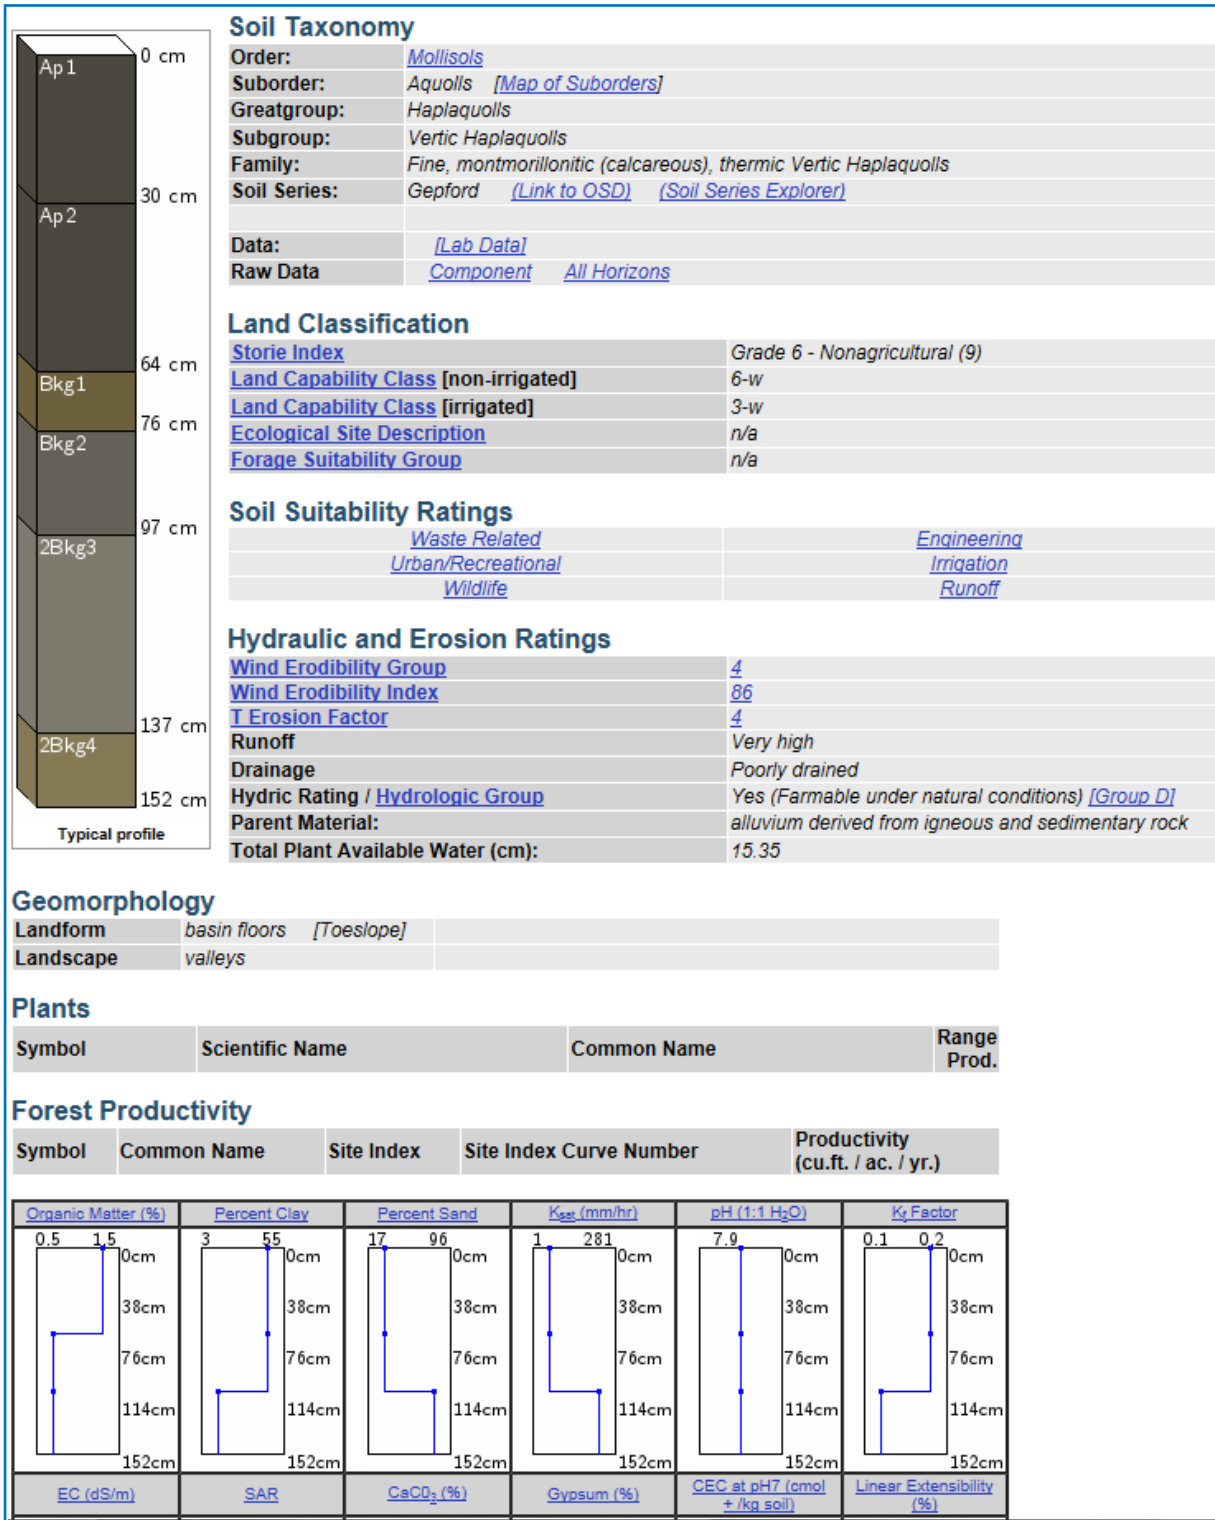 0 cm
Ap1
30 cm
Ap2
64 cm
Bkg1
76 cm
Bkg2
97 cm
2Bkg3
137 cm
2Bkg4
152 cm
Typical profile
Soil Taxonomy
Order: Mollisols
Suborder: Aquolls [Map of Suborders]
Greatgroup: Haplaquolls
Subgroup: Vertic Haplaquolls
Family: Fine, montmorillonitic (calcareous), thermic Vertic Haplaquolls
Soil Series: Gepford (Link to OSD) (Soil Series Explorer)
Data: [Lab Data]
Raw Data Component All Horizons
Land Classification
Storie Index Grade 6 - Nonagricultural (9)
Land Capability Class [non-irrigated] 6-w
Land Capability Class [irrigated] 3-w
Ecological Site Description n/a
Forage Suitability Group n/a
Soil Suitability Ratings
Waste Related Engineering
Urban/Recreational Irrigation
Wildlife Runoff
Hydraulic and Erosion Ratings
Wind Erodibility Group 4
Wind Erodibility Index 86
T Erosion Factor 4
Runoff Very high
Drainage Poorly drained
Hydric Rating / Hydrologic Group Yes (Farmable under natural conditions) [Group D]
Parent Material: alluvium derived from igneous and sedimentary rock
Total Plant Available Water (cm): 15.35
Geomorphology
Landform basin floors [Toeslope]
Landscape valleys
Plants
Symbol Scientific Name Common Name Range Prod.
Forest Productivity
Symbol Common Name Site Index Site Index Curve Number Productivity (cu.ft. / ac. / yr.)
Organic Matter (%) Percent Clay Percent Sand Ksat (mm/hr) pH (1:1 H2O) Kf Factor
0.5 1.5 3 55 17 96 1 281 7.9 0.1 0.2
0cm 0cm 0cm 0cm 0cm 0cm
38cm 38cm 38cm 38cm 38cm 38cm
76cm 76cm 76cm 76cm 76cm 76cm
114cm 114cm 114cm 114cm 114cm 114cm
152cm 152cm 152cm 152cm 152cm 152cm
EC (dS/m) SAR CaCO3 (%) Gypsum (%) CEC at pH7 (cmol + /kg soil) Linear Extensibility (%)